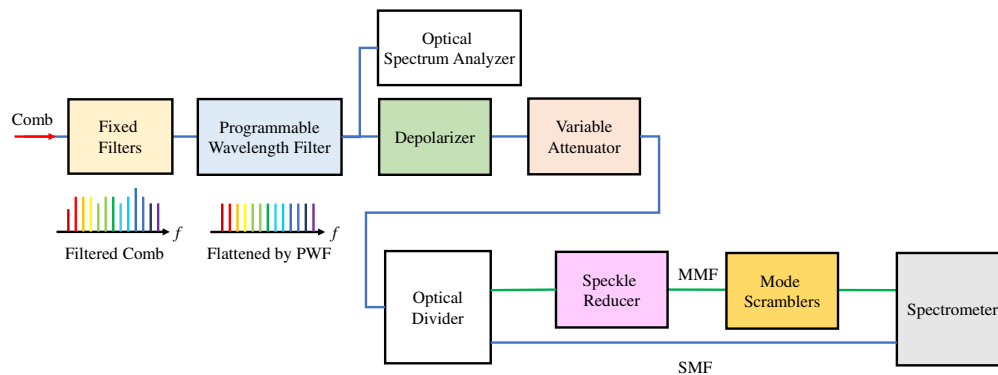 Optical
Spectrum Analyzer
Comb
Fixed
Filters
Programmable
Wavelength Filter
Depolarizer
Variable
Attenuator
f
Filtered Comb
f
Flattened by PWF
Optical
Divider
Speckle
Reducer
MMF
Mode
Scramblers
Spectrometer
SMF